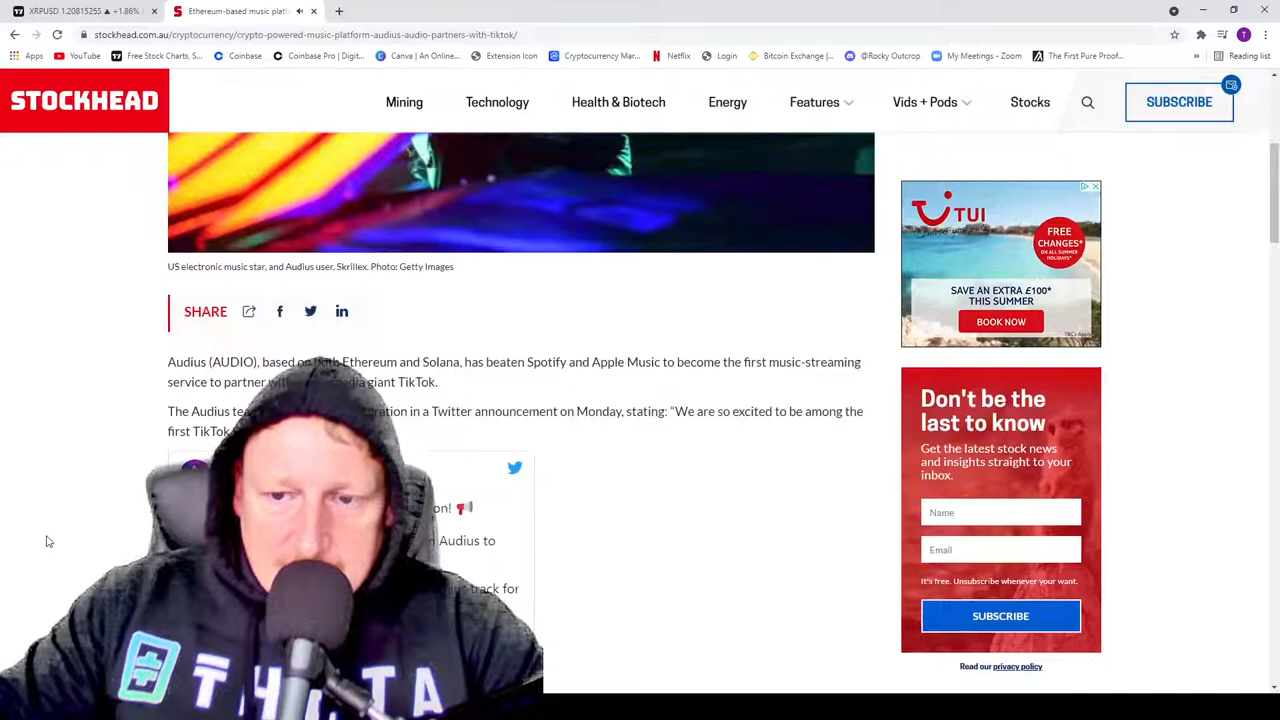 XRPUSD 1.20815255 ▲ +1.86%
Ethereum-based music platf
stockhead.com.au/cryptocurrency/crypto-powered-music-platform-audius-audio-partners-with-tiktok/
Apps
YouTube
Free Stock Charts, S...
Coinbase
Coinbase Pro | Digit...
Canva | An Online...
Extension Icon
Cryptocurrency Mar...
Netflix
Login
Bitcoin Exchange |...
@Rocky Outcrop
My Meetings - Zoom
The First Pure Proof...
Reading list
STOCKHEAD
Mining
Technology
Health & Biotech
Energy
Features
Vids + Pods
Stocks
SUBSCRIBE
US electronic music star, and Audius user, Skrillex. Photo: Getty Images
SHARE
Audius (AUDIO), based on both Ethereum and Solana, has beaten Spotify and Apple Music to become the first music-streaming
service to partner giant TikTok.
The Audius in a Twitter announcement on Monday, stating: “We are so excited to be among the
first TikTok
on!
Audius to
track for
THETA
TUI
FREE
CHANGES*
ON ALL SUMMER
HOLIDAYS*
SAVE AN EXTRA £100*
THIS SUMMER
BOOK NOW
T&Cs Apply
Don't be the
last to know
Get the latest stock news
and insights straight to your
inbox.
Name
Email
It's free. Unsubscribe whenever your want.
SUBSCRIBE
Read our privacy policy